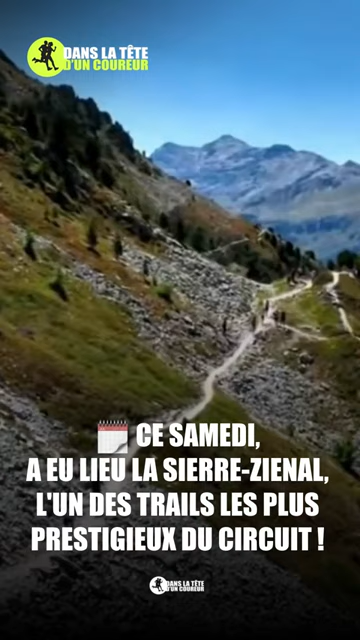 DANS LA TÊTE
D'UN COUREUR
CE SAMEDI,
A EU LIEU LA SIERRE-ZIENAL,
L'UN DES TRAILS LES PLUS
PRESTIGIEUX DU CIRCUIT !
DANS LA TÊTE
D'UN COUREUR